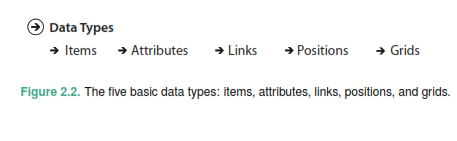 Data Types
Items Attributes Links Positions Grids
Figure 2.2. The five basic data types: items, attributes, links, positions, and grids.